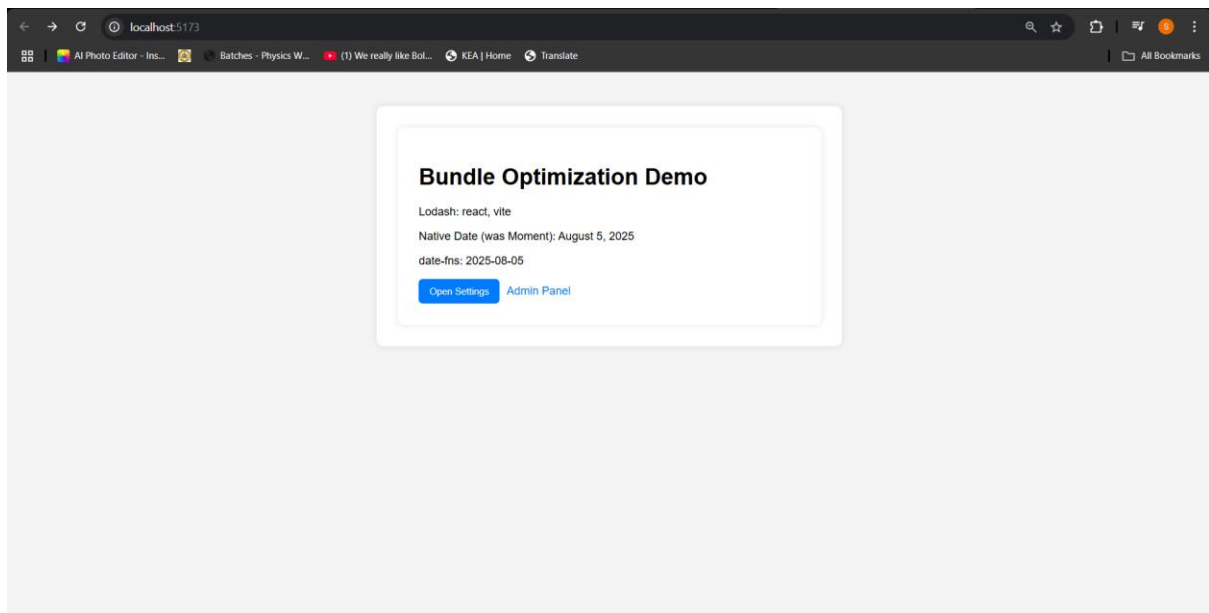 localhost:5173
S
AI Photo Editor - Ins...
Batches - Physics W...
(1) We really like Bol...
KEA | Home
Translate
All Bookmarks
Bundle Optimization Demo
Lodash: react, vite
Native Date (was Moment): August 5, 2025
date-fns: 2025-08-05
Open Settings Admin Panel